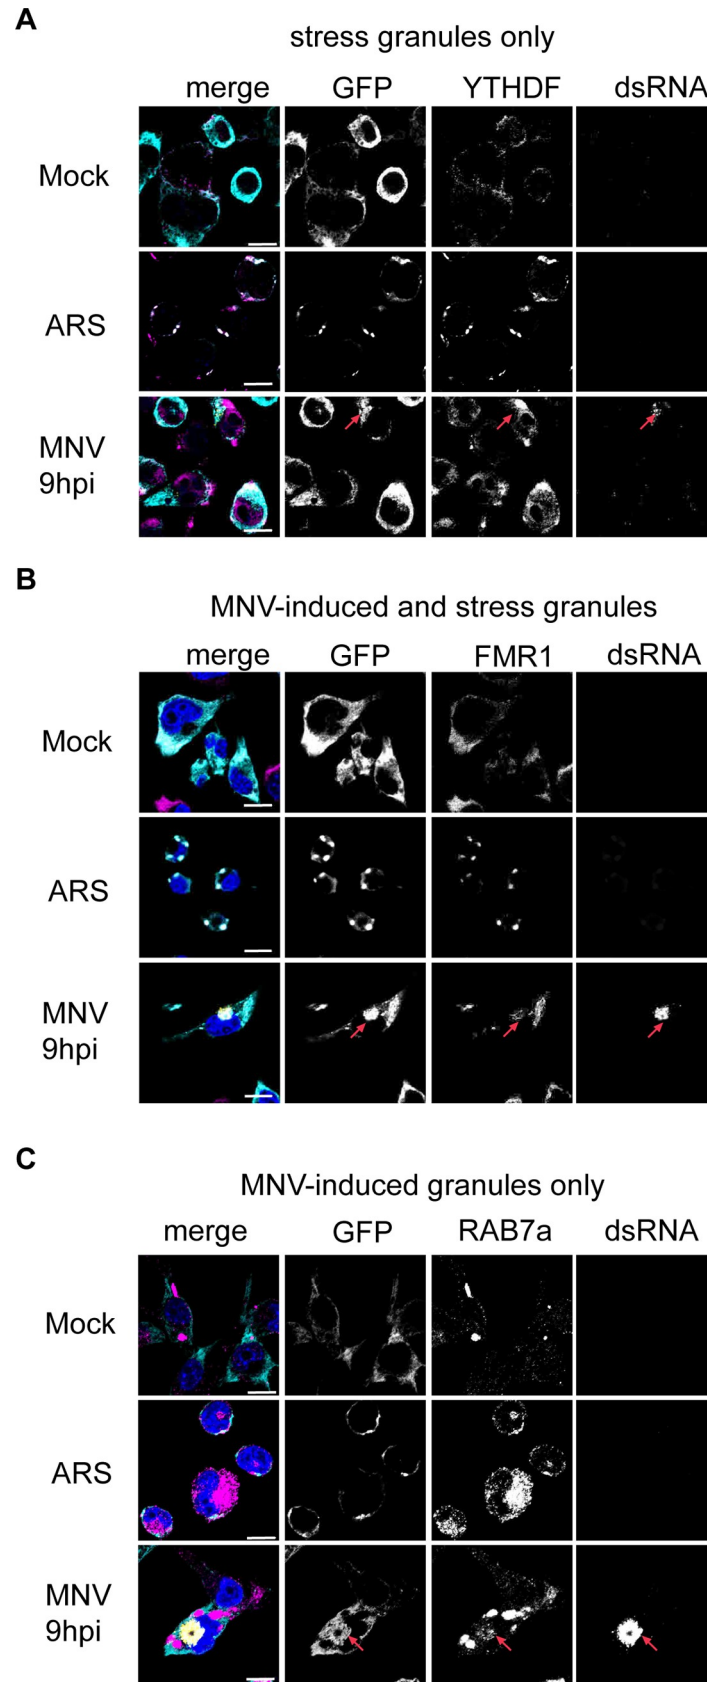 A
stress granules only
merge GFP YTHDF dsRNA
Mock
ARS
MNV
9hpi
B
MNV-induced and stress granules
merge GFP FMR1 dsRNA
Mock
ARS
MNV
9hpi
C
MNV-induced granules only
merge GFP RAB7a dsRNA
Mock
ARS
MNV
9hpi